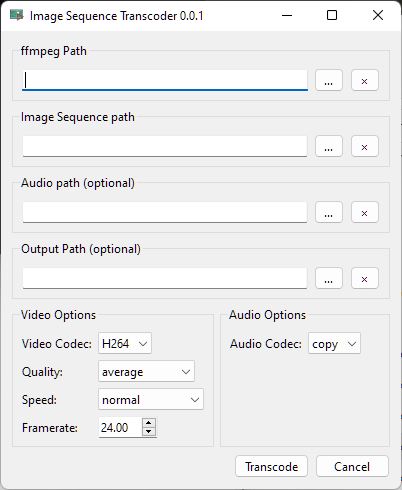 Image Sequence Transcoder 0.0.1
ffmpeg Path
...
×
Image Sequence path
...
×
Audio path (optional)
...
×
Output Path (optional)
...
×
Video Options
Audio Options
Video Codec: H264
Audio Codec: copy
Quality: average
Speed: normal
Framerate: 24.00
Transcode
Cancel